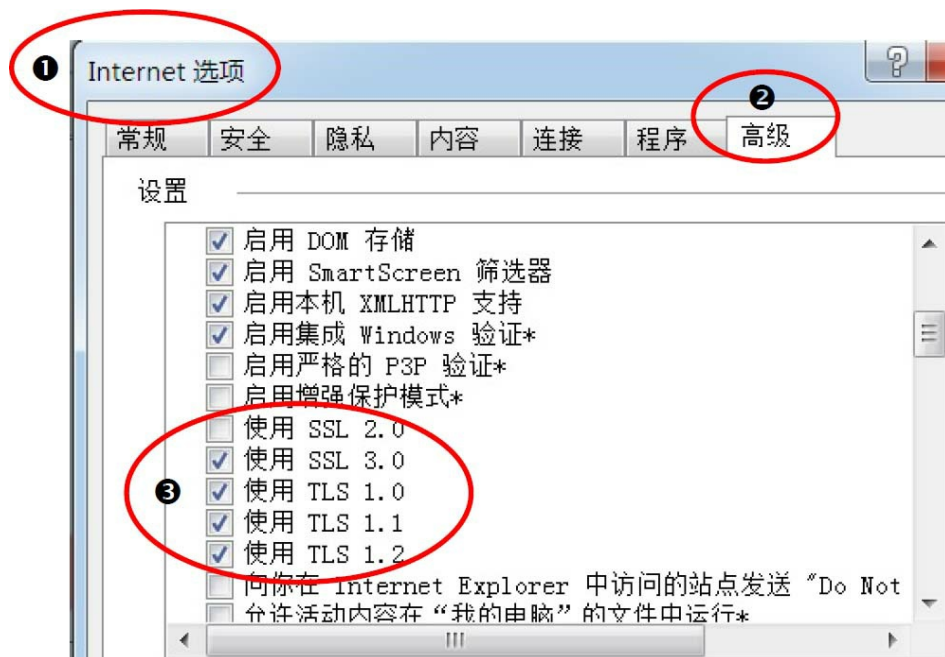 ❶
Internet 选项
❷
常规 安全 隐私 内容 连接 程序 高级
设置
启用 DOM 存储
启用 SmartScreen 筛选器
启用本机 XMLHTTP 支持
启用集成 Windows 验证*
启用严格的 P3P 验证*
启用增强保护模式*
使用 SSL 2.0
使用 SSL 3.0
❸
使用 TLS 1.0
使用 TLS 1.1
使用 TLS 1.2
向你在 Internet Explorer 中访问的站点发送 "Do Not
允许活动内容在“我的电脑”的文件中运行*